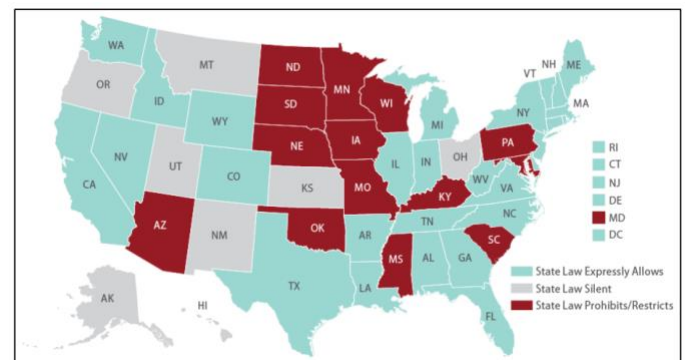 WA
MT
ND
MN
VT
NH
ME
OR
ID
SD
WI
MI
NY
MA
WY
NE
IA
PA
RI
NV
UT
CO
KS
IL
IN
OH
WV
VA
CT
CA
MO
KY
NJ
DE
AZ
NM
OK
AR
TN
NC
MD
SC
DC
MS
AL
GA
TX
LA
State Law Expressly Allows
AK
HI
State Law Silent
FL
State Law Prohibits/Restricts